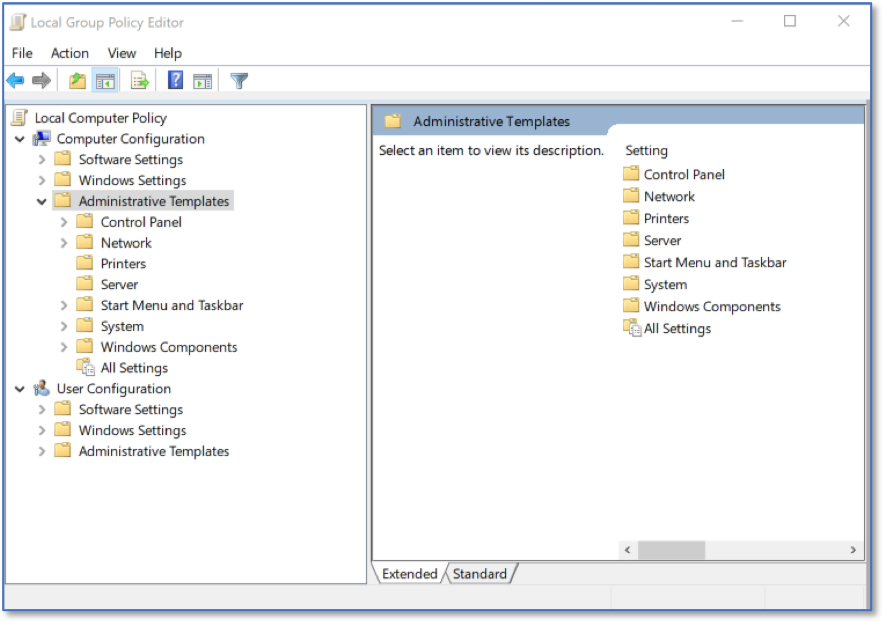 Local Group Policy Editor
File Action View Help
Local Computer Policy
Computer Configuration
Software Settings
Windows Settings
Administrative Templates
Control Panel
Network
Printers
Server
Start Menu and Taskbar
System
Windows Components
All Settings
User Configuration
Software Settings
Windows Settings
Administrative Templates
Administrative Templates
Select an item to view its description.
Setting
Control Panel
Network
Printers
Server
Start Menu and Taskbar
System
Windows Components
All Settings
Extended Standard